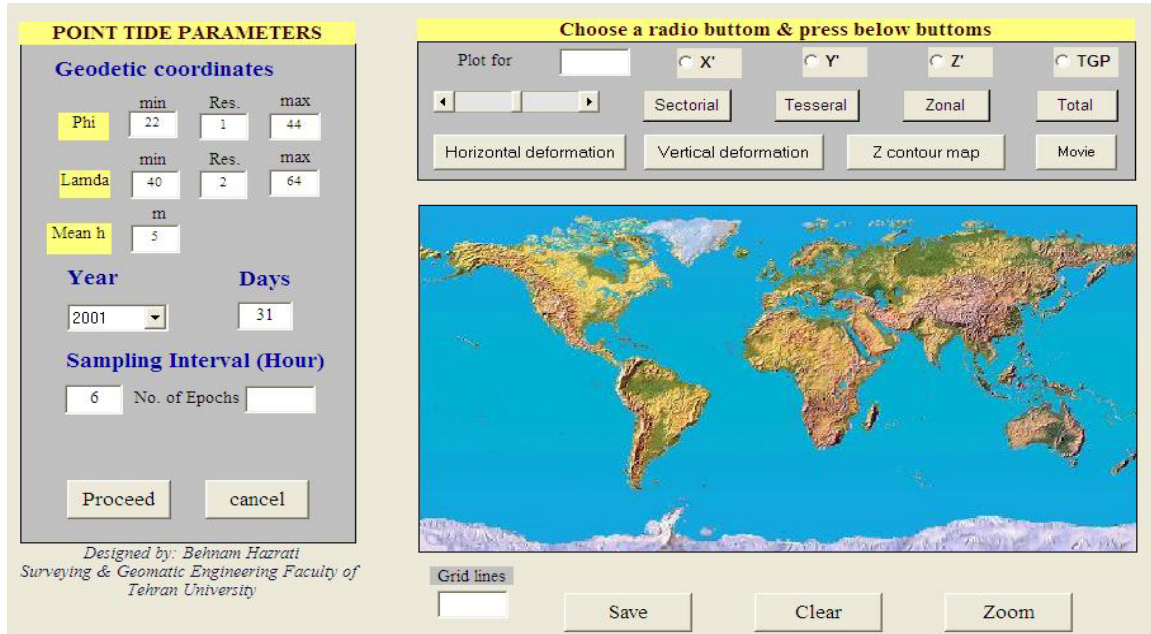 POINT TIDE PARAMETERS
Geodetic coordinates
min Res. max
Phi 22 1 44
min Res. max
Lamda 40 2 64
m
Mean h 5
Year Days
2001 31
Sampling Interval (Hour)
6 No. of Epochs
Proceed cancel
Designed by: Behnam Hazrati
Surveying & Geomatic Engineering Faculty of
Tehran University
Choose a radio buttom & press below buttoms
Plot for X' Y' Z' TGP
Sectorial Tesseral Zonal Total
Horizontal deformation Vertical deformation Z contour map Movie
Grid lines
Save Clear Zoom